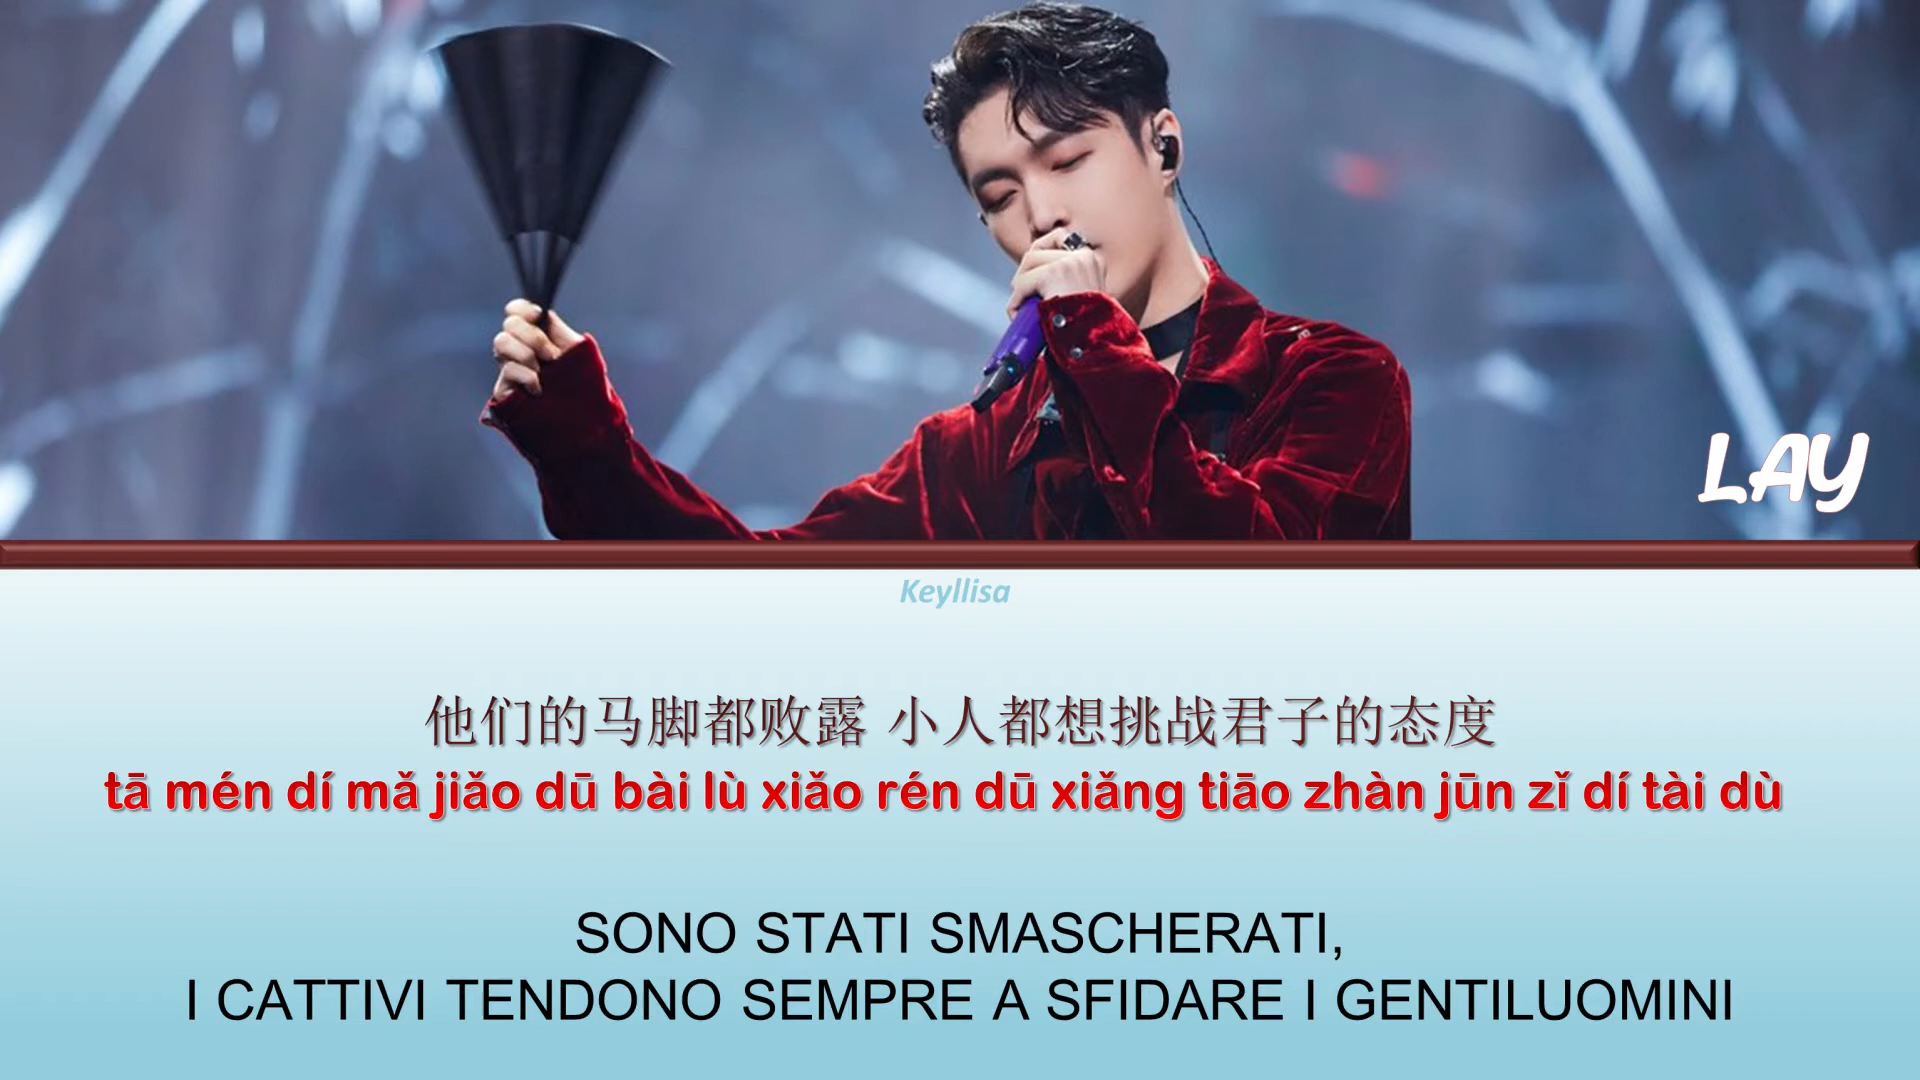 LAY
Keyllisa
他们的马脚都败露 小人都想挑战君子的态度
tā mén dí mǎ jiǎo dū bài lù xiǎo rén dū xiǎng tiāo zhàn jūn zǐ dí tài dù
SONO STATI SMASCHERATI,
I CATTIVI TENDONO SEMPRE A SFIDARE I GENTILUOMINI